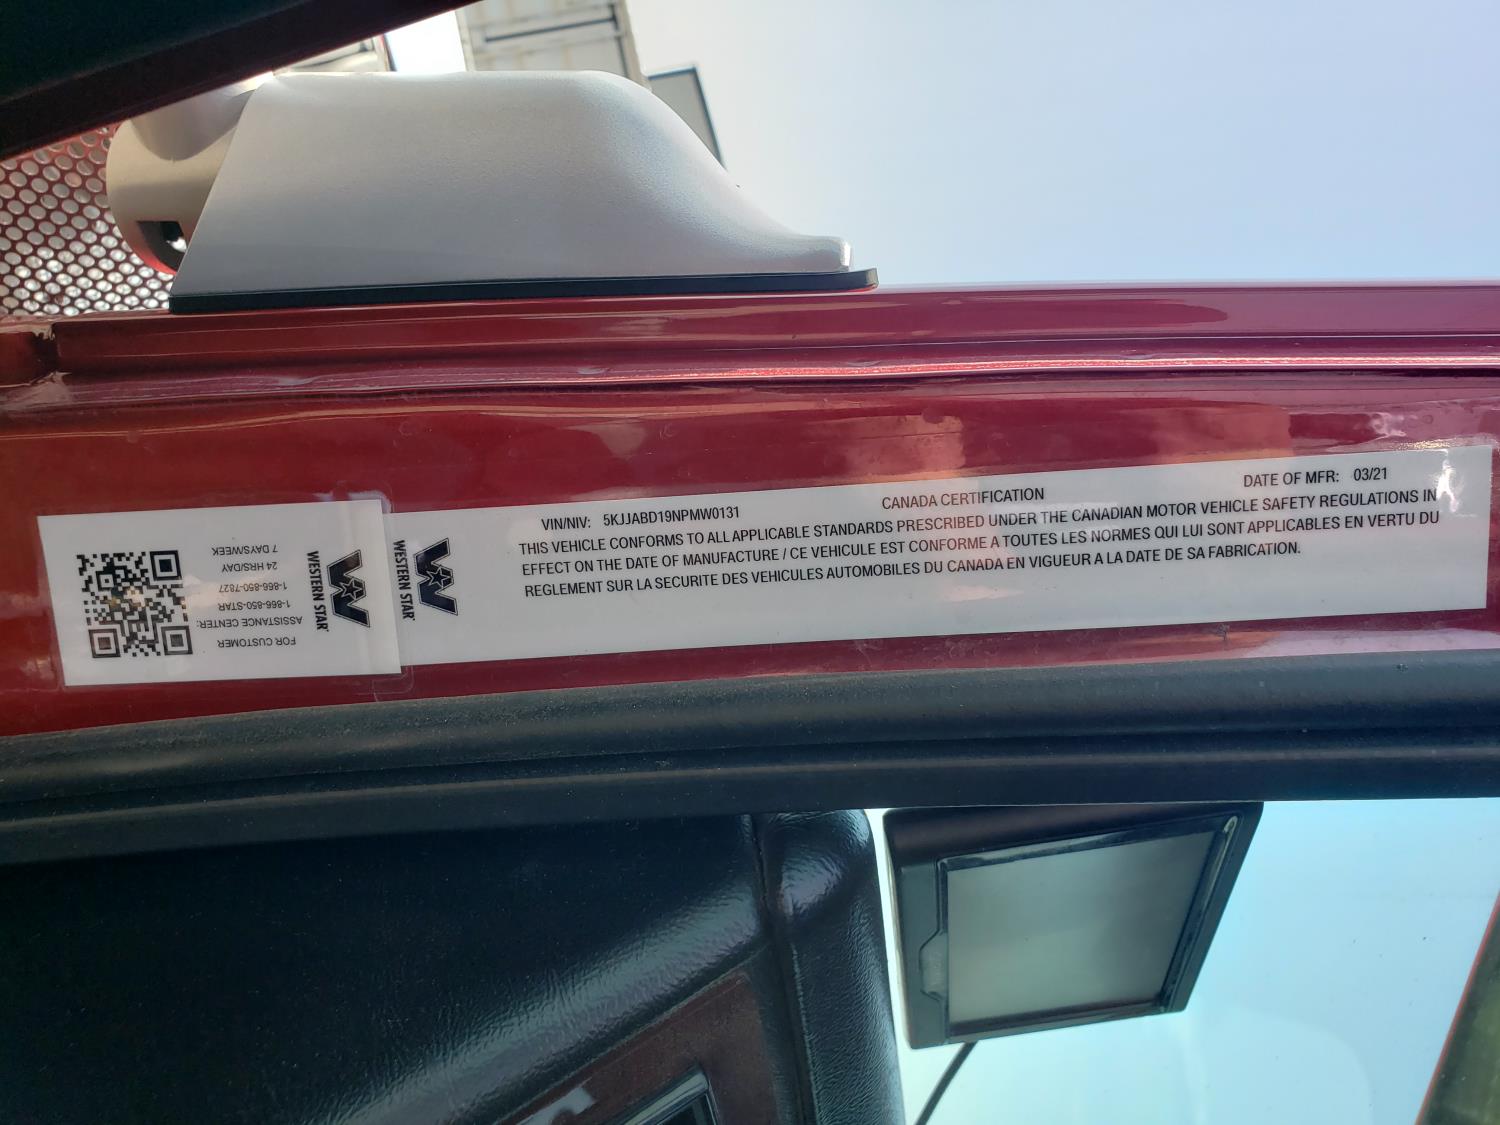 VIN/NIV: 5KJJABD19NPMW0131
CANADA CERTIFICATION
DATE OF MFR: 03/21
THIS VEHICLE CONFORMS TO ALL APPLICABLE STANDARDS PRESCRIBED UNDER THE CANADIAN MOTOR VEHICLE SAFETY REGULATIONS IN
EFFECT ON THE DATE OF MANUFACTURE / CE VEHICULE EST CONFORME A TOUTES LES NORMES QUI LUI SONT APPLICABLES EN VERTU DU
REGLEMENT SUR LA SECURITE DES VEHICULES AUTOMOBILES DU CANADA EN VIGUEUR A LA DATE DE SA FABRICATION.
WESTERN STAR
WESTERN STAR
FOR CUSTOMER
ASSISTANCE CENTER:
1-866-850-STAR
1-866-850-7827
24 HRS/DAY
7 DAYS/WEEK